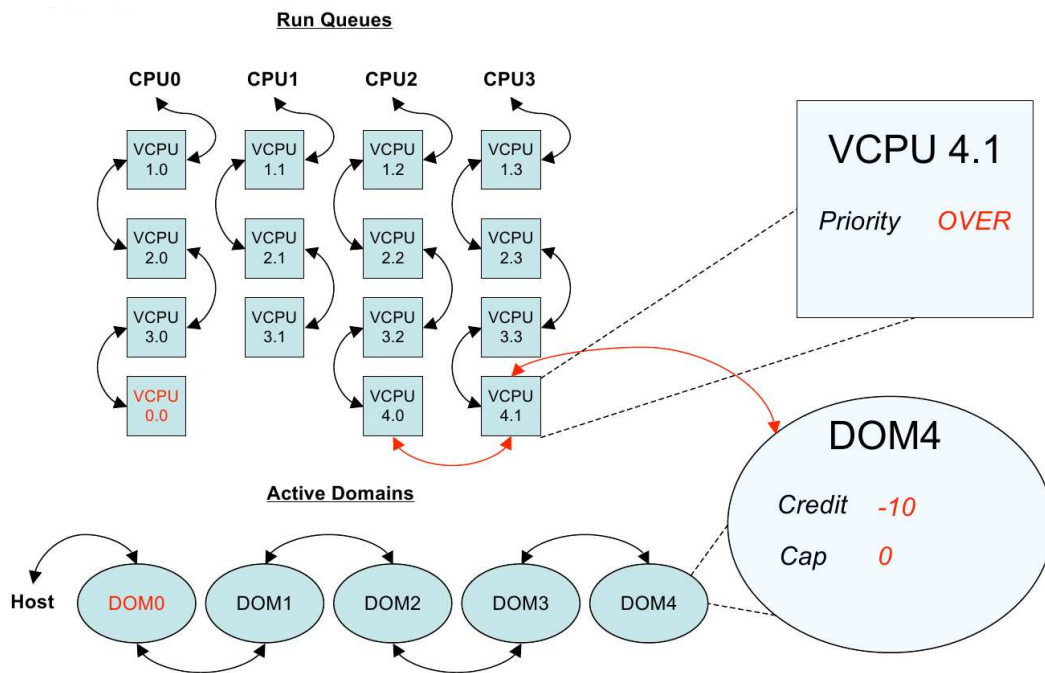 Run Queues
CPU0 CPU1 CPU2 CPU3
VCPU 1.0
VCPU 1.1
VCPU 1.2
VCPU 1.3
VCPU 2.0
VCPU 2.1
VCPU 2.2
VCPU 2.3
VCPU 3.0
VCPU 3.1
VCPU 3.2
VCPU 3.3
VCPU 0.0
VCPU 4.0
VCPU 4.1
VCPU 4.1
Priority OVER
DOM4
Credit -10
Cap 0
Active Domains
Host
DOM0
DOM1
DOM2
DOM3
DOM4